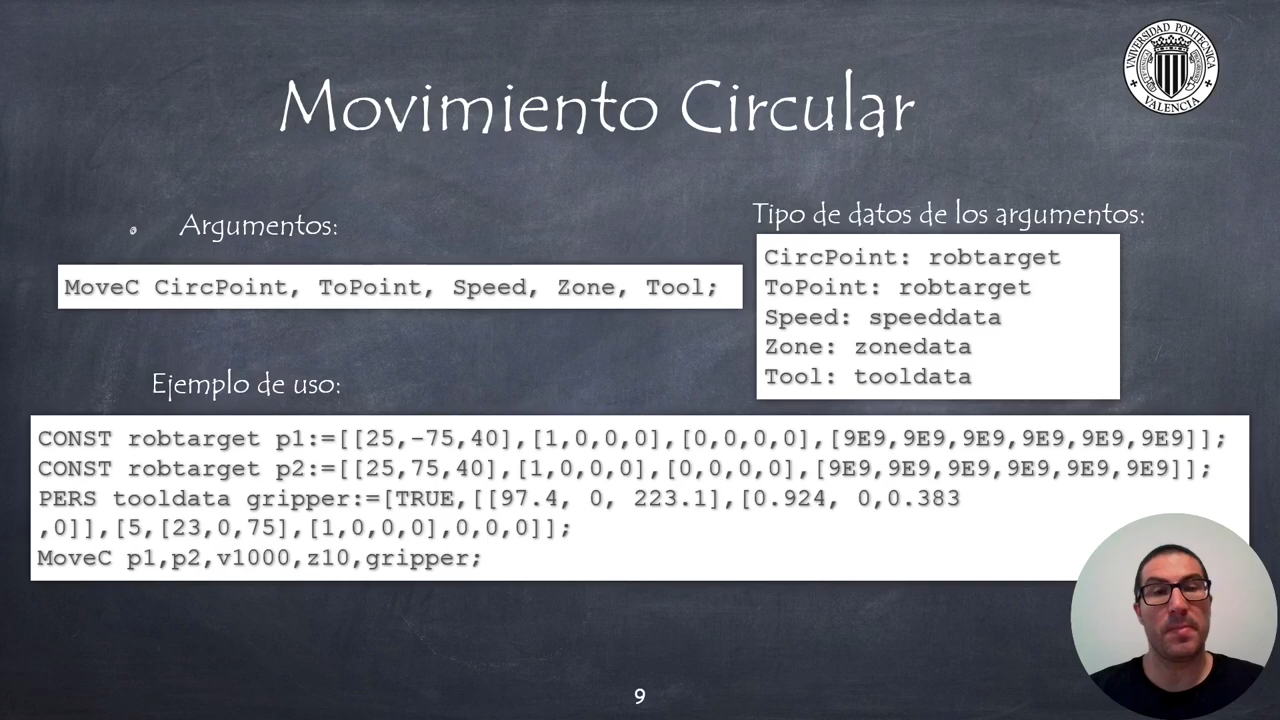 UNIVERSIDAD POLITECNICA
VALENCIA
Movimiento Circular
Argumentos:
MoveC CircPoint, ToPoint, Speed, Zone, Tool;
Tipo de datos de los argumentos:
CircPoint: robtarget
ToPoint: robtarget
Speed: speeddata
Zone: zonedata
Tool: tooldata
Ejemplo de uso:
CONST robtarget p1:=[[25,-75,40],[1,0,0,0],[0,0,0,0],[9E9,9E9,9E9,9E9,9E9,9E9]];
CONST robtarget p2:=[[25,75,40],[1,0,0,0],[0,0,0,0],[9E9,9E9,9E9,9E9,9E9,9E9]];
PERS tooldata gripper:=[TRUE,[[97.4, 0, 223.1],[0.924, 0,0.383
,0]],[5,[23,0,75],[1,0,0,0],0,0,0]];
MoveC p1,p2,v1000,z10,gripper;
9